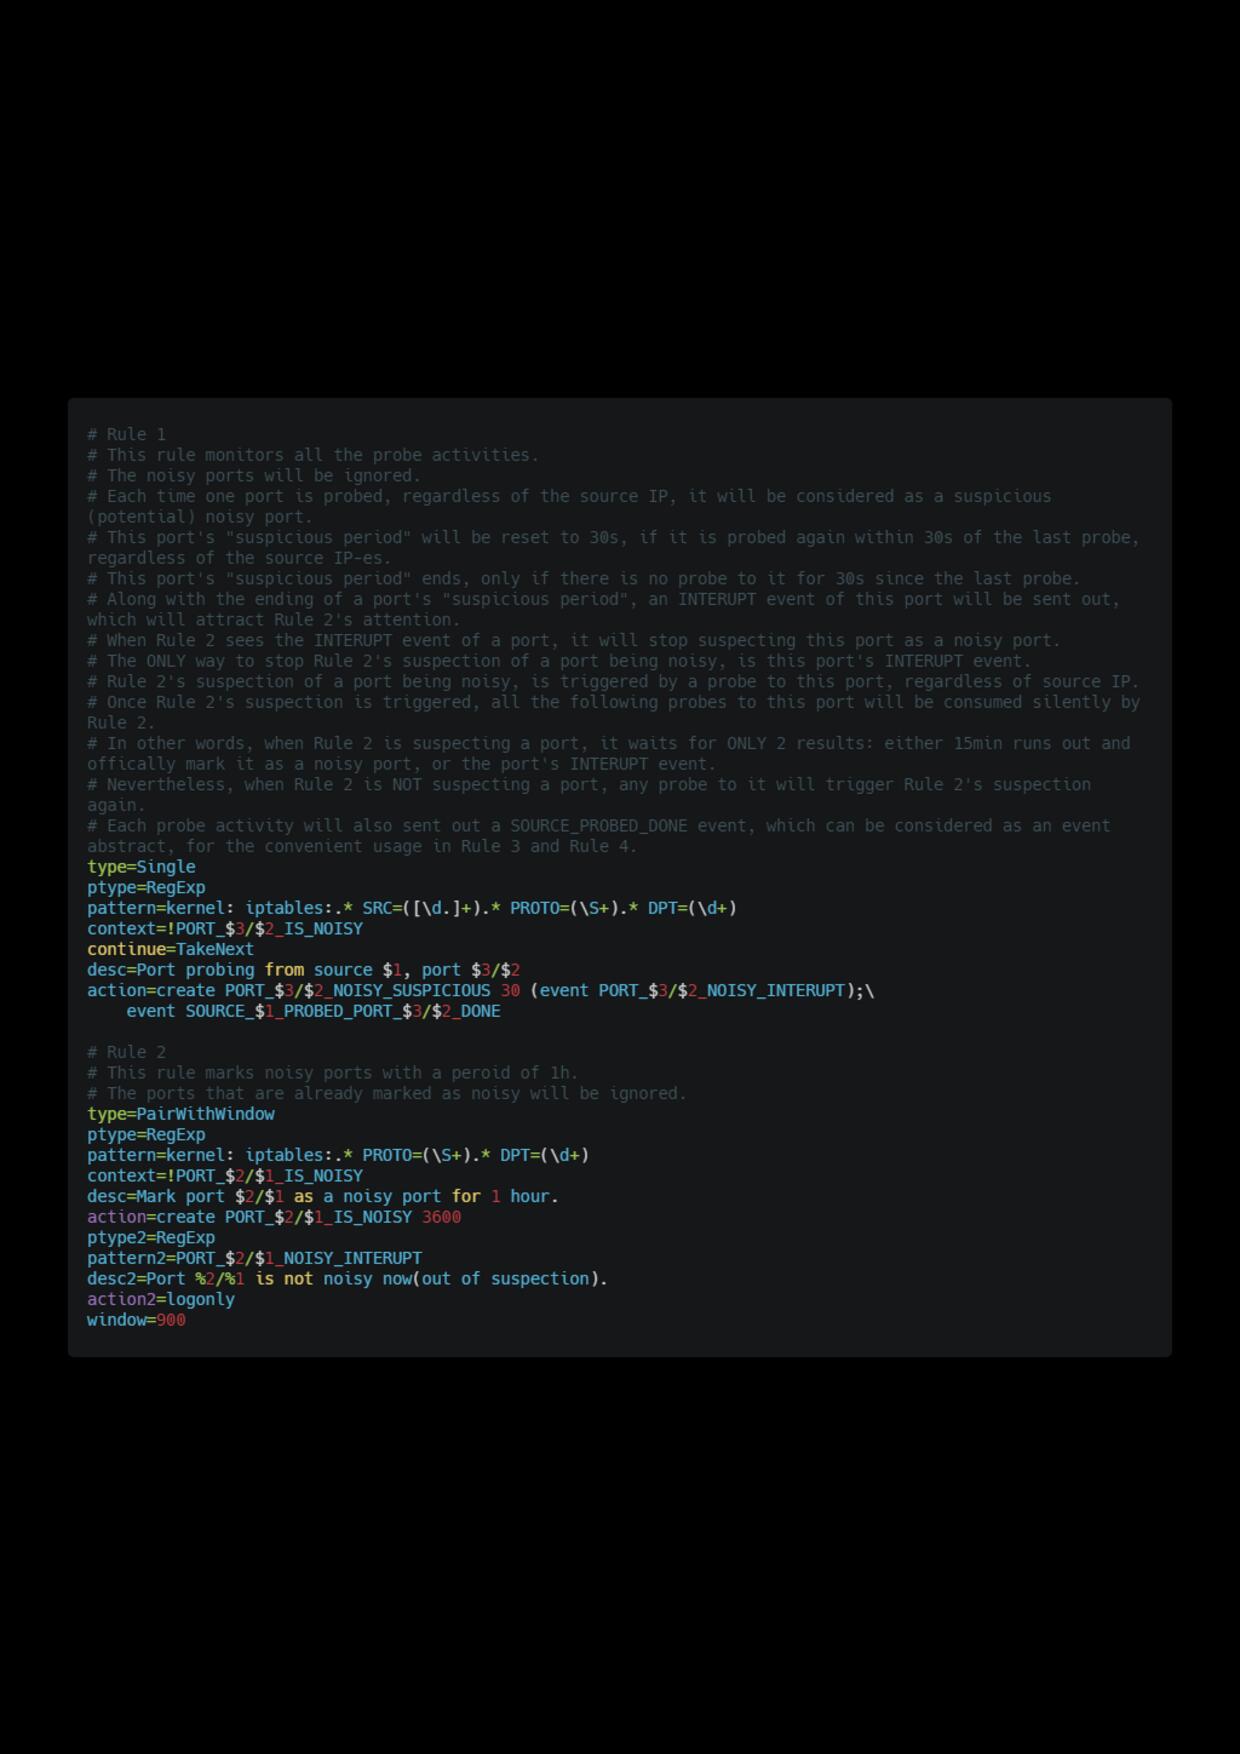 # Rule 1
# This rule monitors all the probe activities.
# The noisy ports will be ignored.
# Each time one port is probed, regardless of the source IP, it will be considered as a suspicious
(potential) noisy port.
# This port's "suspicious period" will be reset to 30s, if it is probed again within 30s of the last probe,
regardless of the source IP-es.
# This port's "suspicious period" ends, only if there is no probe to it for 30s since the last probe.
# Along with the ending of a port's "suspicious period", an INTERUPT event of this port will be sent out,
which will attract Rule 2's attention.
# When Rule 2 sees the INTERUPT event of a port, it will stop suspecting this port as a noisy port.
# The ONLY way to stop Rule 2's suspection of a port being noisy, is this port's INTERUPT event.
# Rule 2's suspection of a port being noisy, is triggered by a probe to this port, regardless of source IP.
# Once Rule 2's suspection is triggered, all the following probes to this port will be consumed silently by
Rule 2.
# In other words, when Rule 2 is suspecting a port, it waits for ONLY 2 results: either 15min runs out and
offically mark it as a noisy port, or the port's INTERUPT event.
# Nevertheless, when Rule 2 is NOT suspecting a port, any probe to it will trigger Rule 2's suspection
again.
# Each probe activity will also sent out a SOURCE_PROBED_DONE event, which can be considered as an event
abstract, for the convenient usage in Rule 3 and Rule 4.
type=Single
ptype=RegExp
pattern=kernel: iptables:.* SRC=([\d.]+).* PROTO=(\S+).* DPT=(\d+)
context=!PORT_$3/$2_IS_NOISY
continue=TakeNext
desc=Port probing from source $1, port $3/$2
action=create PORT_$3/$2_NOISY_SUSPICIOUS 30 (event PORT_$3/$2_NOISY_INTERUPT);\
    event SOURCE_$1_PROBED_PORT_$3/$2_DONE

# Rule 2
# This rule marks noisy ports with a peroid of 1h.
# The ports that are already marked as noisy will be ignored.
type=PairWithWindow
ptype=RegExp
pattern=kernel: iptables:.* PROTO=(\S+).* DPT=(\d+)
context=!PORT_$2/$1_IS_NOISY
desc=Mark port $2/$1 as a noisy port for 1 hour.
action=create PORT_$2/$1_IS_NOISY 3600
ptype2=RegExp
pattern2=PORT_$2/$1_NOISY_INTERUPT
desc2=Port %2/%1 is not noisy now(out of suspection).
action2=logonly
window=900